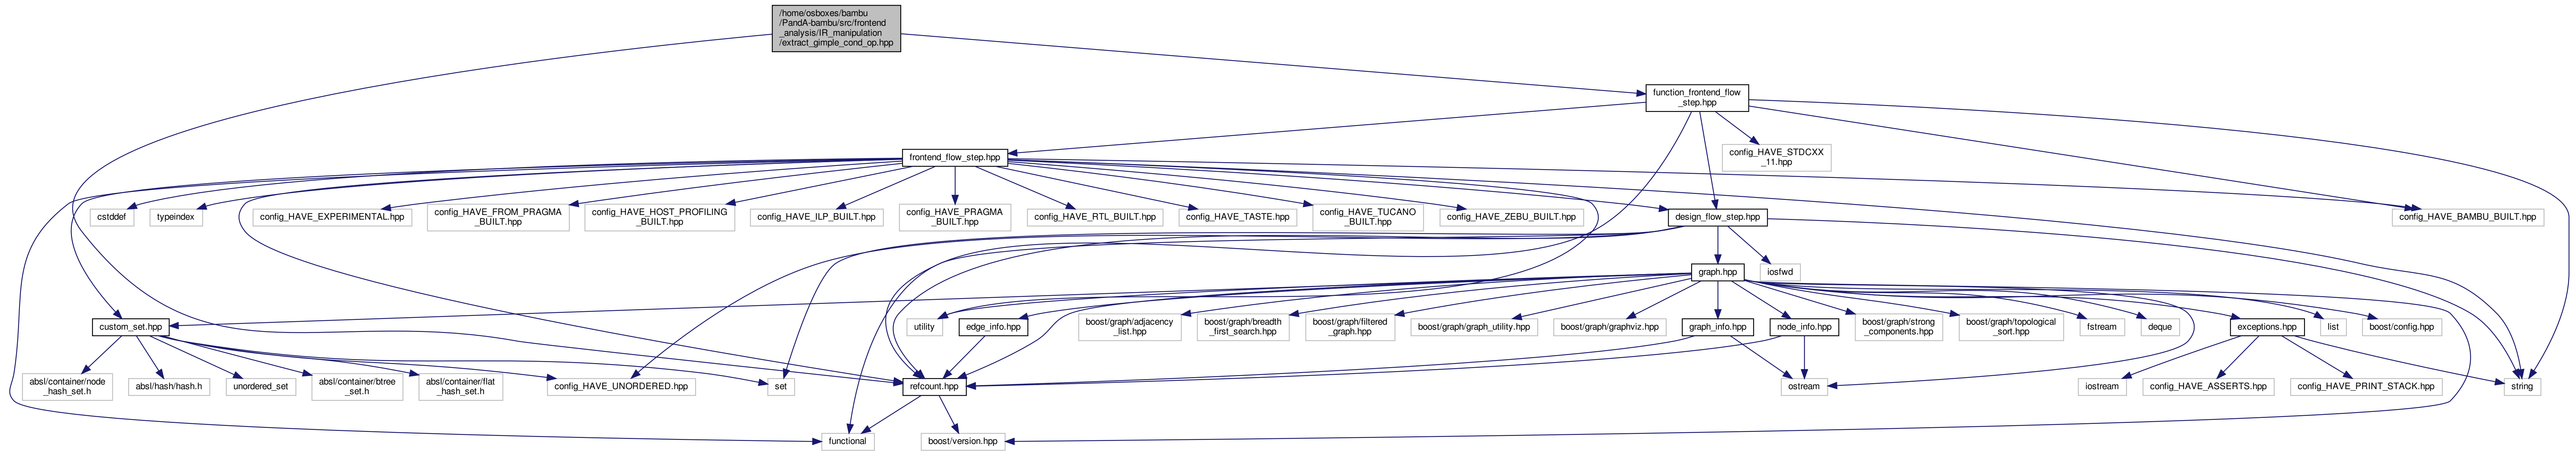 /home/osboxes/bambu
/PandA-bambu/src/frontend
_analysis/IR_manipulation
/extract_gimple_cond_op.hpp
function_frontend_flow
_step.hpp
frontend_flow_step.hpp
config_HAVE_STDCXX
_11.hpp
cstddef
typeindex
config_HAVE_EXPERIMENTAL.hpp
config_HAVE_FROM_PRAGMA
_BUILT.hpp
config_HAVE_HOST_PROFILING
_BUILT.hpp
config_HAVE_ILP_BUILT.hpp
config_HAVE_PRAGMA
_BUILT.hpp
config_HAVE_RTL_BUILT.hpp
config_HAVE_TASTE.hpp
config_HAVE_TUCANO
_BUILT.hpp
config_HAVE_ZEBU_BUILT.hpp
design_flow_step.hpp
config_HAVE_BAMBU_BUILT.hpp
graph.hpp
iosfwd
custom_set.hpp
utility
edge_info.hpp
boost/graph/adjacency
_list.hpp
boost/graph/breadth
_first_search.hpp
boost/graph/filtered
_graph.hpp
boost/graph/graph_utility.hpp
boost/graph/graphviz.hpp
graph_info.hpp
node_info.hpp
boost/graph/strong
_components.hpp
boost/graph/topological
_sort.hpp
fstream
deque
exceptions.hpp
list
boost/config.hpp
absl/container/node
_hash_set.h
absl/hash/hash.h
unordered_set
absl/container/btree
_set.h
absl/container/flat
_hash_set.h
config_HAVE_UNORDERED.hpp
set
refcount.hpp
ostream
iostream
config_HAVE_ASSERTS.hpp
config_HAVE_PRINT_STACK.hpp
string
functional
boost/version.hpp